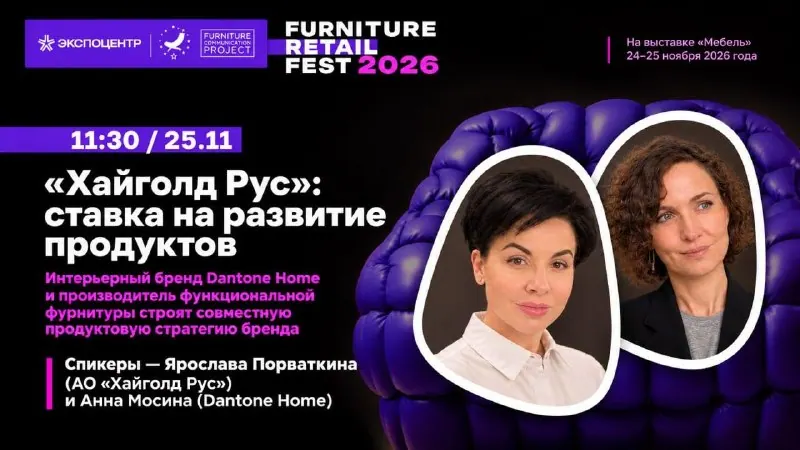 ЭКСПОЦЕНТР
FURNITURE
COMMUNICATION
PROJECT
FURNITURE
RETAIL
FEST 2026
На выставке «Мебель»
24–25 ноября 2026 года
11:30 / 25.11
«Хайголд Рус»:
ставка на развитие
продуктов
Интерьерный бренд Dantone Home
и производитель функциональной
фурнитуры строят совместную
продуктовую стратегию бренда
Спикеры — Ярослава Порваткина
(АО «Хайголд Рус»)
и Анна Мосина (Dantone Home)